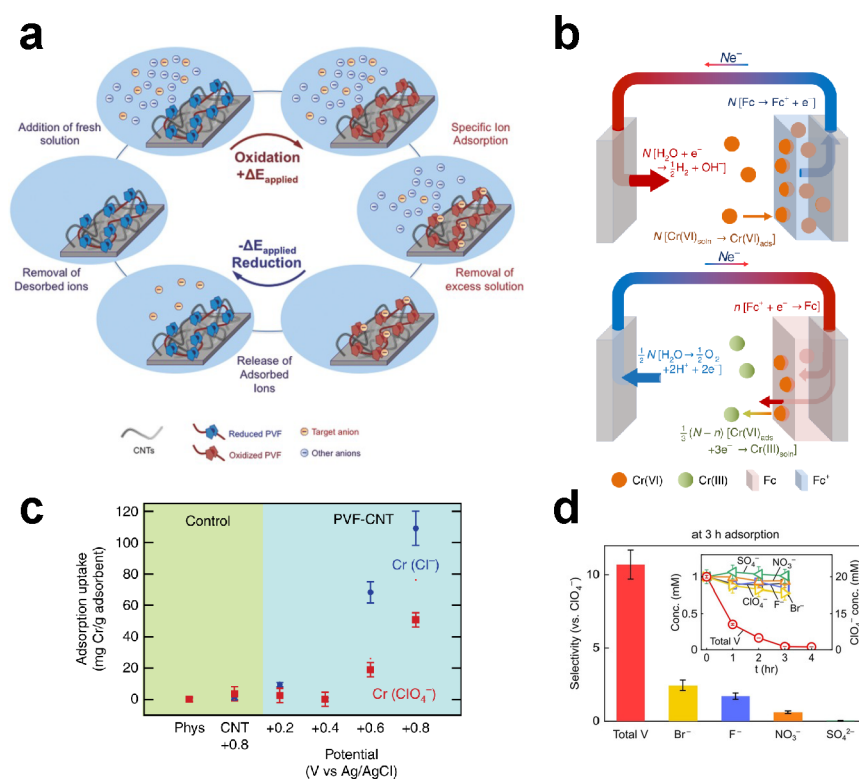 a
Addition of fresh
solution
Oxidation
+ΔE applied
Specific Ion
Adsorption
-ΔE applied
Reduction
Removal of
Desorbed ions
Removal of
excess solution
Release of
Adsorbed
Ions
CNTs
Reduced PVF
Oxidized PVF
Target anion
Other anions
b
Ne⁻
N [Fc → Fc⁺ + e⁻]
N [H₂O + e⁻
→ ½H₂ + OH⁻]
N [Cr(VI)soln → Cr(VI)ads]
Ne⁻
n [Fc⁺ + e⁻ → Fc]
½ N [H₂O → ½ O₂
+2H⁺ + 2e⁻]
⅓ (N − n) [Cr(VI)ads
+3e⁻ → Cr(III)soln]
Cr(VI)
Cr(III)
Fc
Fc⁺
c
Control
PVF-CNT
Cr (Cl⁻)
Cr (ClO₄⁻)
Adsorption uptake
(mg Cr/g adsorbent)
120
100
80
60
40
20
0
Phys
CNT
+0.8
+0.2
+0.4
+0.6
+0.8
Potential
(V vs Ag/AgCl)
d
at 3 h adsorption
Selectivity (vs. ClO₄⁻)
10
5
0
Total V
Br⁻
F⁻
NO₃⁻
SO₄²⁻
Conc. (mM)
1
0.5
0
SO₄⁻
NO₃⁻
ClO₄⁻
F⁻
Br⁻
Total V
20
10
0
ClO₄⁻ conc. (mM)
0 1 2 3 4
t (hr)